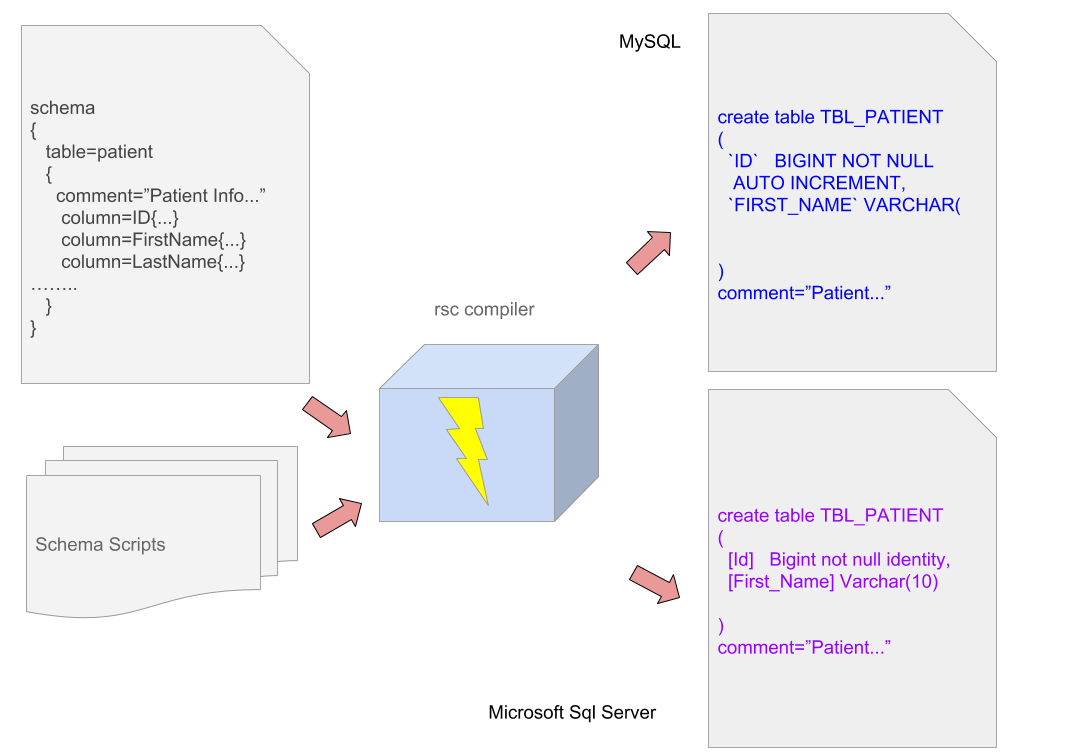 schema
{
table=patient
{
comment=”Patient Info...”
column=ID{...}
column=FirstName{...}
column=LastName{...}
……..
}
}
Schema Scripts
rsc compiler
MySQL
create table TBL_PATIENT
(
`ID` BIGINT NOT NULL
AUTO INCREMENT,
`FIRST_NAME` VARCHAR(
)
comment=”Patient...”
create table TBL_PATIENT
(
[Id] Bigint not null identity,
[First_Name] Varchar(10)
)
comment=”Patient...”
Microsoft Sql Server